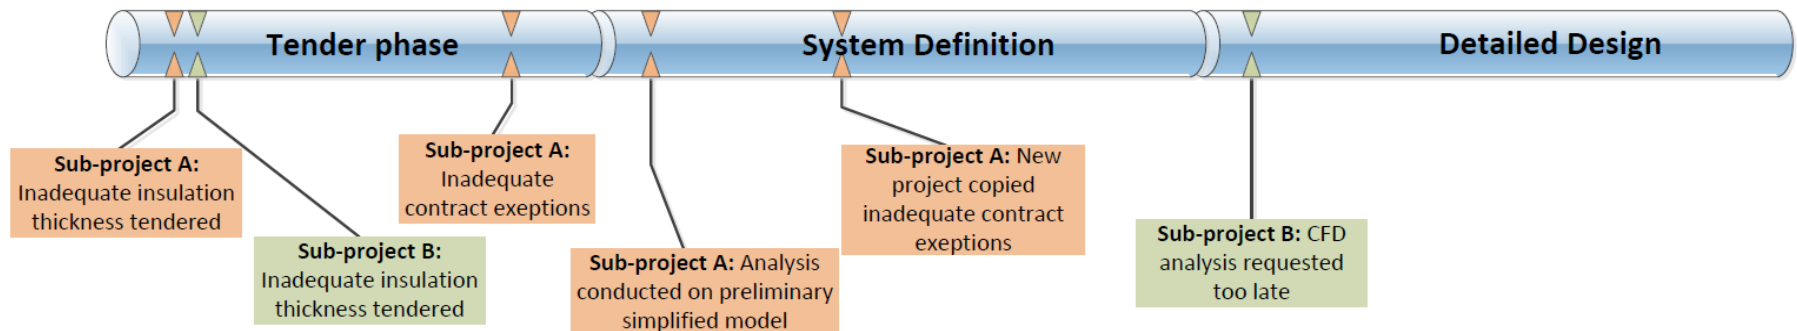 Tender phase
System Definition
Detailed Design
Sub-project A:
Inadequate insulation
thickness tendered
Sub-project B:
Inadequate insulation
thickness tendered
Sub-project A:
Inadequate
contract exeptions
Sub-project A: Analysis
conducted on preliminary
simplified model
Sub-project A: New
project copied
inadequate contract
exeptions
Sub-project B: CFD
analysis requested
too late